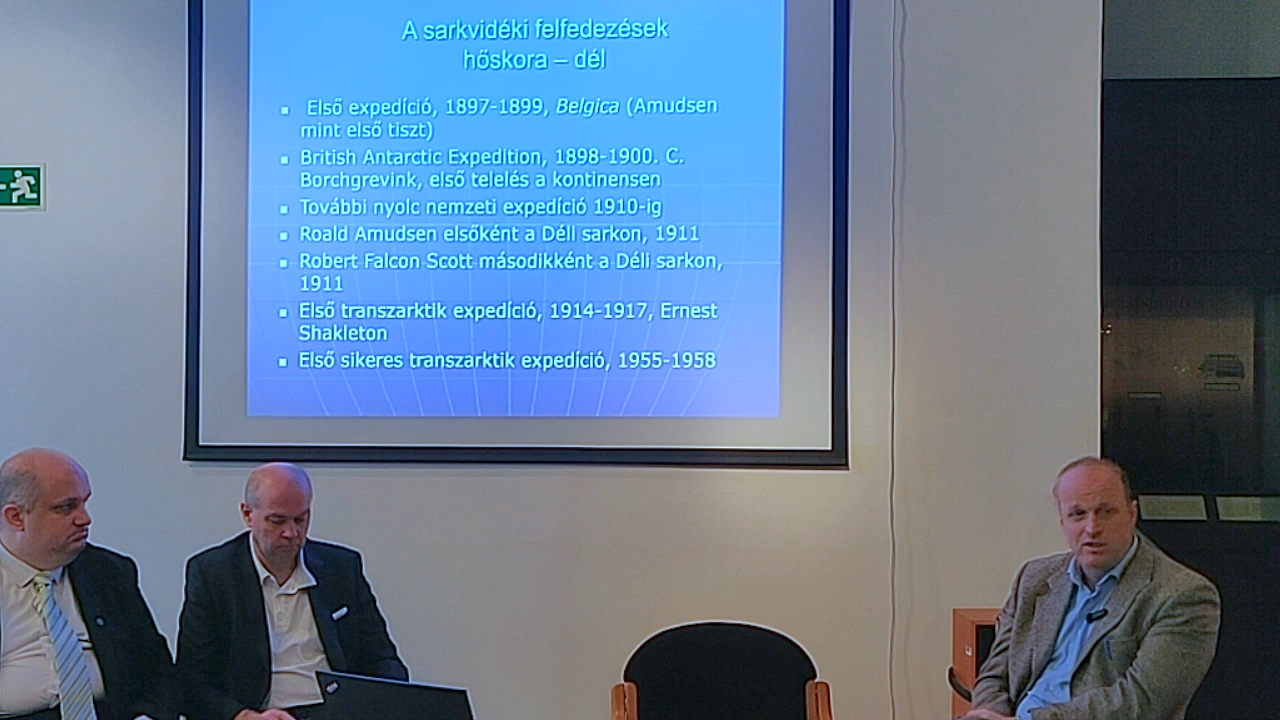 A sarkvidéki felfedezések
hőskora – dél
Első expedíció, 1897-1899, Belgica (Amudsen
mint első tiszt)
British Antarctic Expedition, 1898-1900. C.
Borchgrevink, első telelés a kontinensen
További nyolc nemzeti expedíció 1910-ig
Roald Amudsen elsőként a Déli sarkon, 1911
Robert Falcon Scott másodikként a Déli sarkon,
1911
Első transzarktik expedíció, 1914-1917, Ernest
Shakleton
Első sikeres transzarktik expedíció, 1955-1958